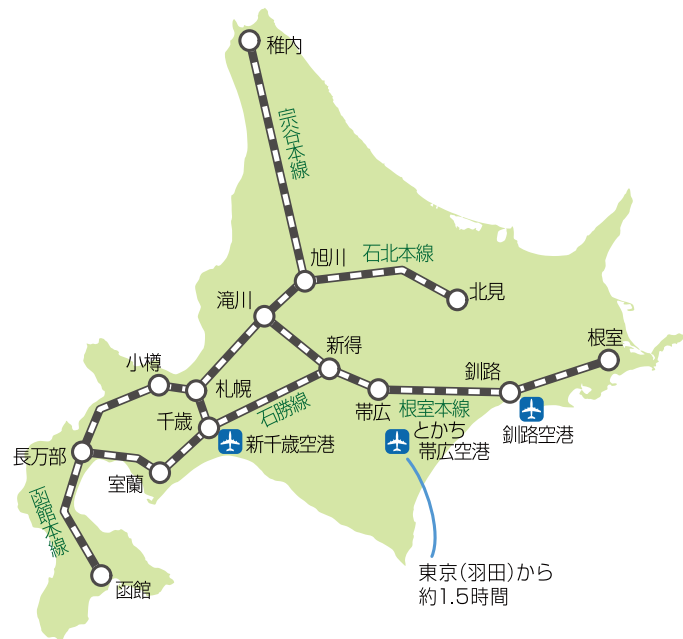 稚内
宗谷本線
旭川
石北本線
北見
滝川
新得
根室
小樽
札幌
釧路
帯広
根室本線
石勝線
千歳
新千歳空港
とかち
帯広空港
釧路空港
長万部
室蘭
函館本線
函館
東京(羽田)から
約1.5時間